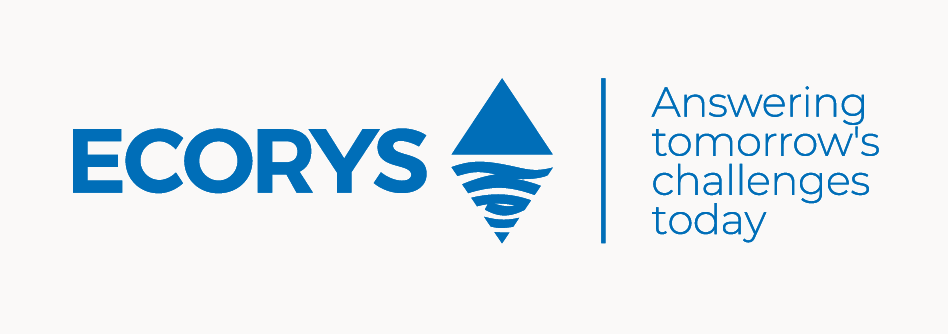 ECORYS
Answering
tomorrow's
challenges
today